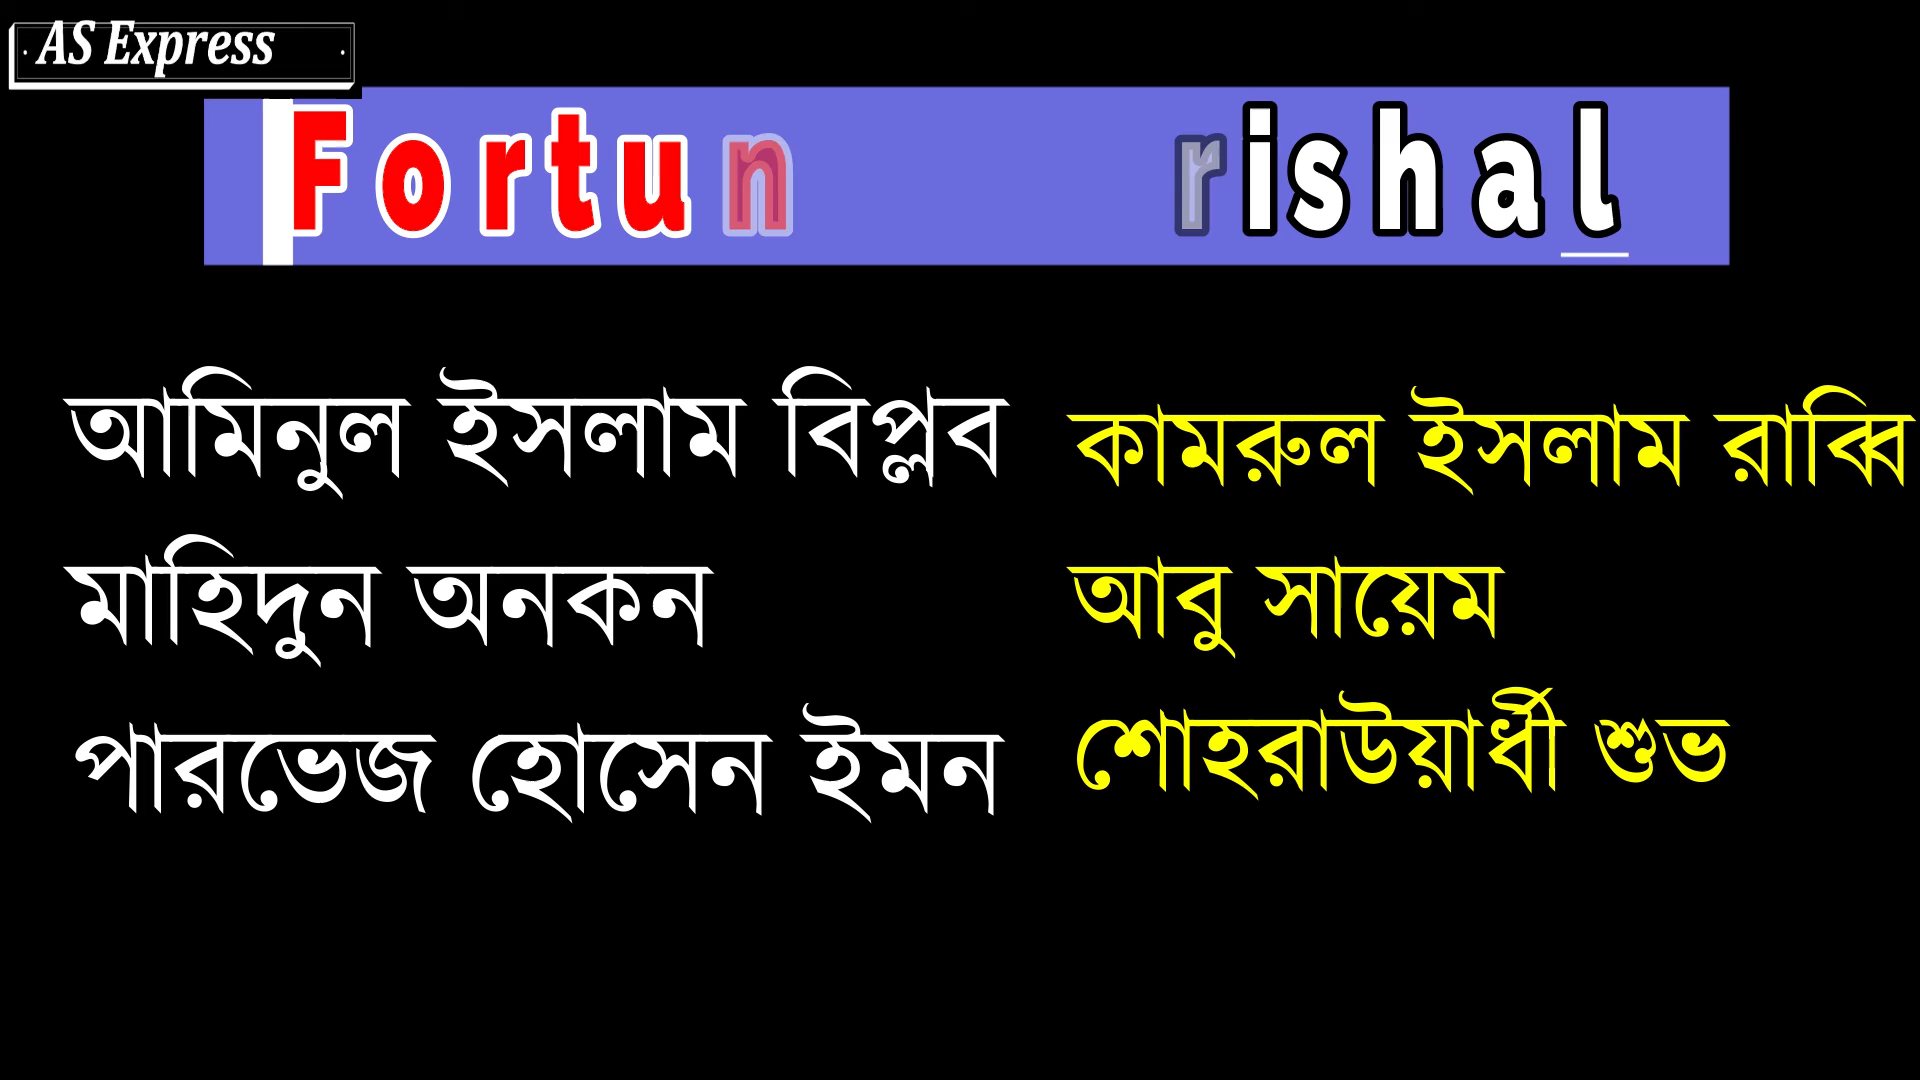 AS Express
Fortun rishal
আমিনুল ইসলাম বিপ্লব
মাহিদুন অনকন
পারভেজ হোসেন ইমন
কামরুল ইসলাম রাব্বি
আবু সায়েম
শোহরাউয়ার্ধী শুভ